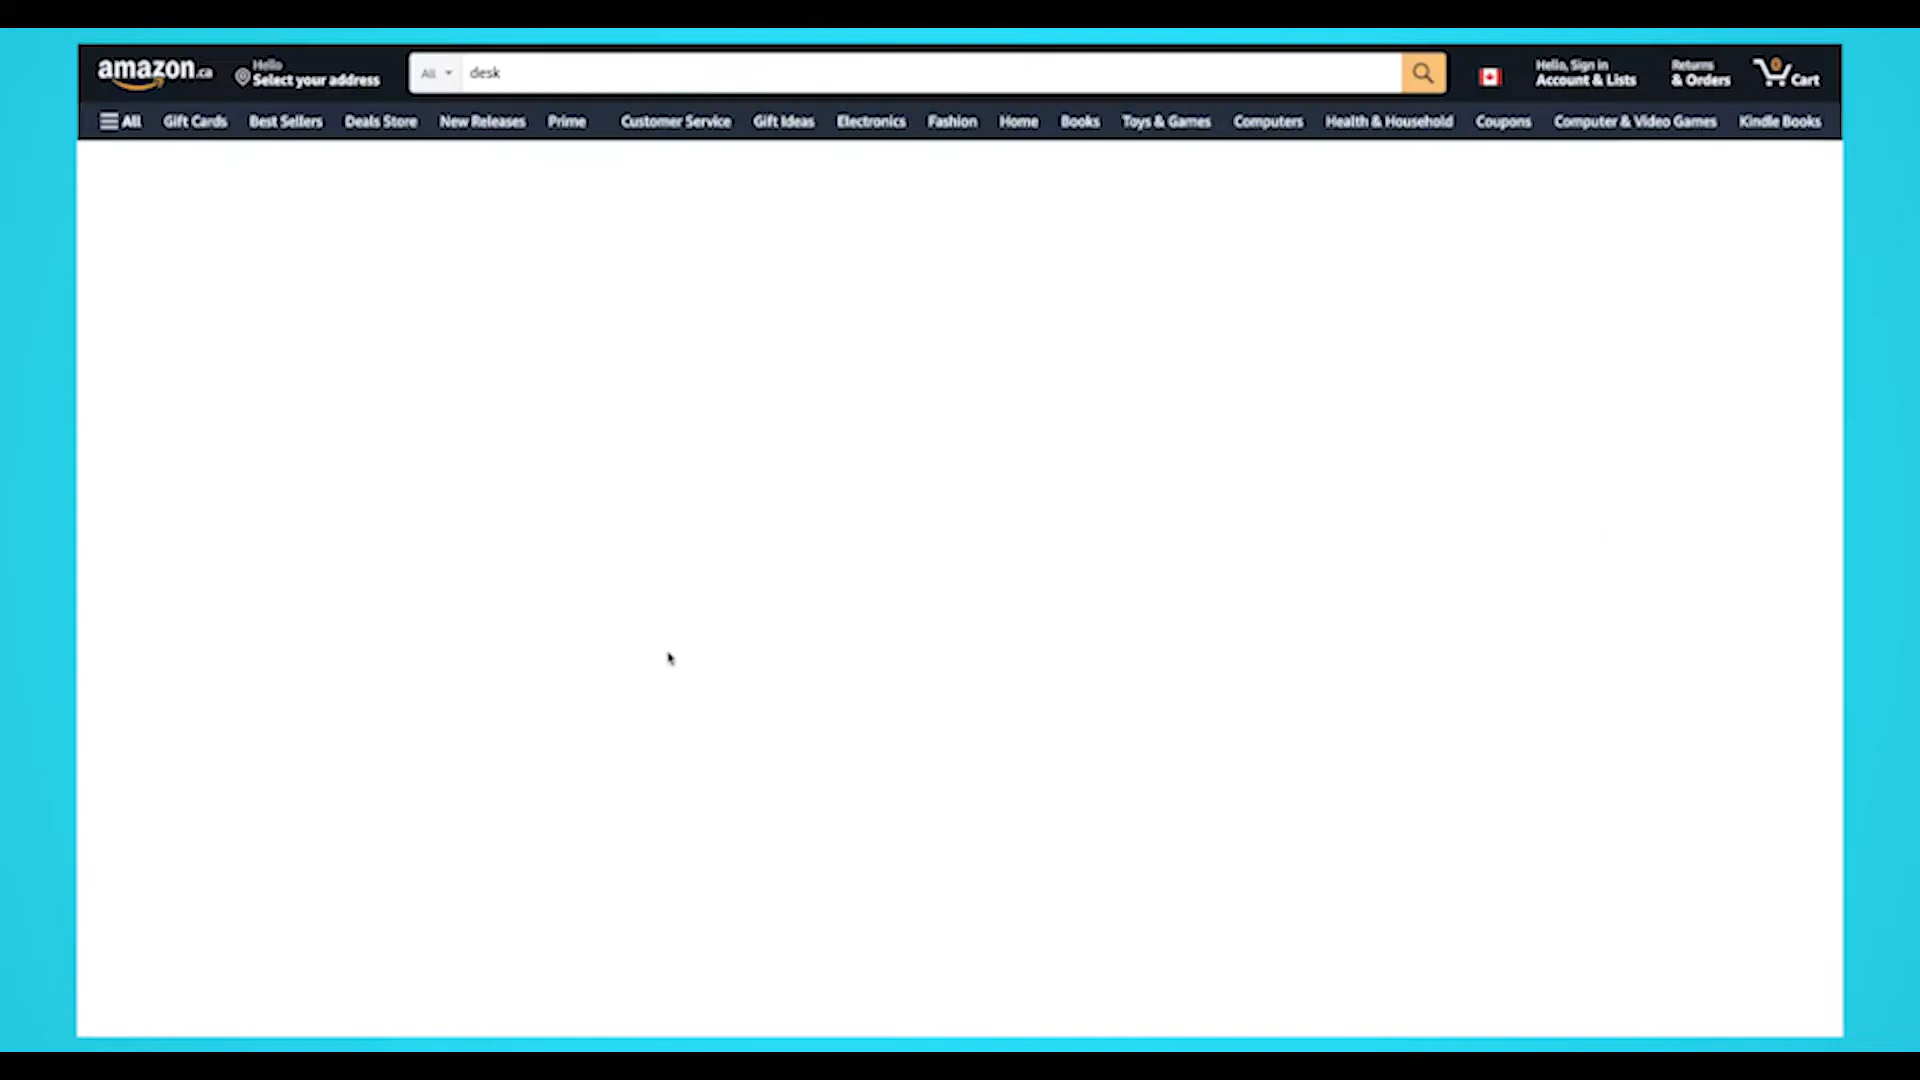 amazon.ca
Hello
Select your address
All
desk
Hello, Sign in
Account & Lists
Returns
& Orders
0
Cart
All
Gift Cards
Best Sellers
Deals Store
New Releases
Prime
Customer Service
Gift Ideas
Electronics
Fashion
Home
Books
Toys & Games
Computers
Health & Household
Coupons
Computer & Video Games
Kindle Books